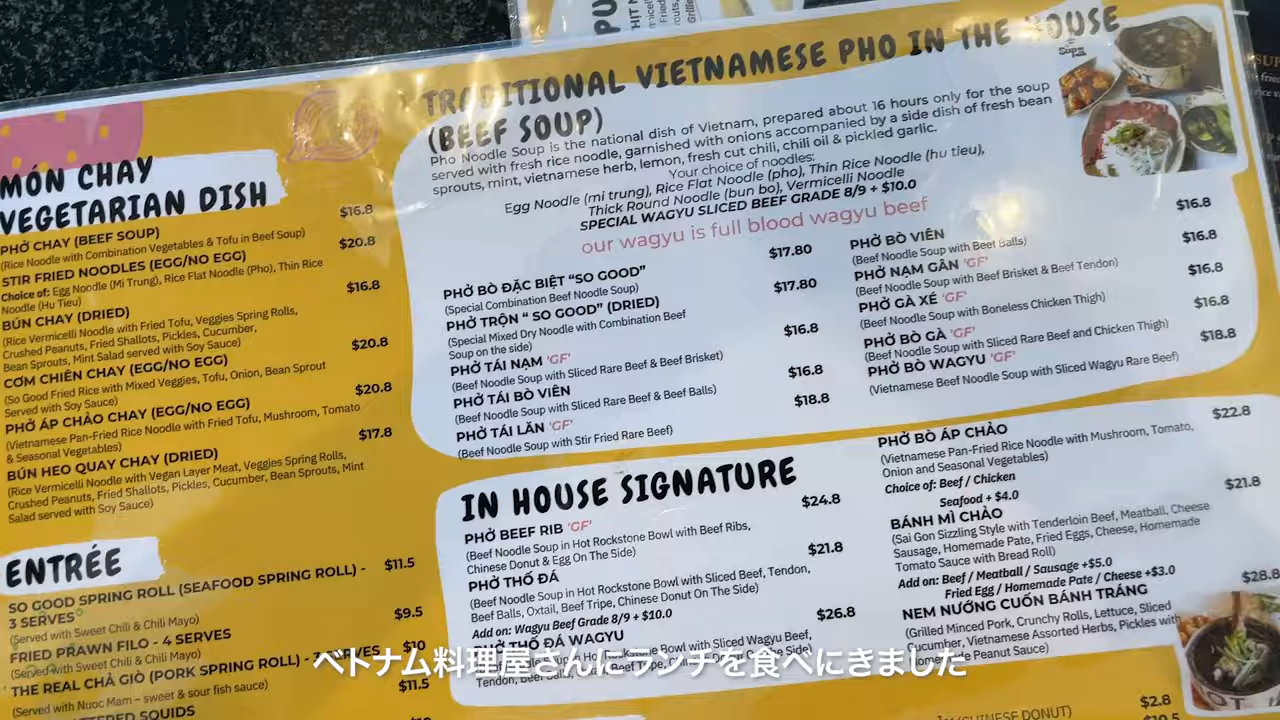 TRADITIONAL VIETNAMESE PHO IN THE HOUSE
(BEEF SOUP)
Pho Noodle Soup is the national dish of Vietnam, prepared about 16 hours only for the soup
served with fresh rice noodle, garnished with onions accompanied by a side dish of fresh bean
sprouts, mint, vietnamese herb, lemon, fresh cut chili, chili oil & pickled garlic.
Your choice of noodles:
Egg Noodle (mi trung), Rice Flat Noodle (pho), Thin Rice Noodle (hu tieu),
Thick Round Noodle (bun bo), Vermicelli Noodle
SPECIAL WAGYU SLICED BEEF GRADE 8/9 + $10.0
our wagyu is full blood wagyu beef
MÓN CHAY
VEGETARIAN DISH
PHỞ CHAY (BEEF SOUP) $16.8
(Rice Noodle with Combination Vegetables & Tofu in Beef Soup)
STIR FRIED NOODLES (EGG/NO EGG) $20.8
Choice of: Egg Noodle (Mi Trung), Rice Flat Noodle (Pho), Thin Rice
Noodle (Hu Tieu)
BÚN CHAY (DRIED) $16.8
(Rice Vermicelli Noodle with Fried Tofu, Veggies Spring Rolls,
Crushed Peanuts, Fried Shallots, Pickles, Cucumber,
Bean Sprouts, Mint Salad served with Soy Sauce)
CƠM CHIÊN CHAY (EGG/NO EGG) $20.8
(So Good Fried Rice with Mixed Veggies, Tofu, Onion, Bean Sprout
Served with Soy Sauce)
PHỞ ÁP CHẢO CHAY (EGG/NO EGG) $20.8
(Vietnamese Pan-Fried Rice Noodle with Fried Tofu, Mushroom, Tomato
& Seasonal Vegetables)
BÚN HEO QUAY CHAY (DRIED) $17.8
(Rice Vermicelli Noodle with Vegan Layer Meat, Veggies Spring Rolls,
Crushed Peanuts, Fried Shallots, Pickles, Cucumber, Bean Sprouts, Mint
Salad served with Soy Sauce)
ENTRÉE
SO GOOD SPRING ROLL (SEAFOOD SPRING ROLL) - $11.5
3 SERVES
(Served with Sweet Chili & Chili Mayo)
FRIED PRAWN FILO - 4 SERVES $9.5
(Served with Sweet Chili & Chili Mayo)
THE REAL CHẢ GIÒ (PORK SPRING ROLL) - $10
(Served with Nuoc Mam – sweet & sour fish sauce)
SQUIDS $11.5
PHỞ BÒ ĐẶC BIỆT “SO GOOD” $17.80
(Special Combination Beef Noodle Soup)
PHỞ TRỘN “ SO GOOD” (DRIED) $17.80
(Special Mixed Dry Noodle with Combination Beef
Soup on the side)
PHỞ TÁI NẠM 'GF' $16.8
(Beef Noodle Soup with Sliced Rare Beef & Beef Brisket)
PHỞ TÁI BÒ VIÊN $16.8
(Beef Noodle Soup with Sliced Rare Beef & Beef Balls)
PHỞ TÁI LĂN 'GF' $18.8
(Beef Noodle Soup with Stir Fried Rare Beef)
PHỞ BÒ VIÊN $16.8
(Beef Noodle Soup with Beef Balls)
PHỞ NẠM GÂN 'GF' $16.8
(Beef Noodle Soup with Beef Brisket & Beef Tendon)
PHỞ GÀ XÉ 'GF' $16.8
(Beef Noodle Soup with Boneless Chicken Thigh)
PHỞ BÒ GÀ 'GF' $16.8
(Beef Noodle Soup with Sliced Rare Beef and Chicken Thigh)
PHỞ BÒ WAGYU 'GF' $18.8
(Vietnamese Beef Noodle Soup with Sliced Wagyu Rare Beef)
IN HOUSE SIGNATURE
PHỞ BEEF RIB 'GF' $24.8
(Beef Noodle Soup in Hot Rockstone Bowl with Beef Ribs,
Chinese Donut & Egg On The Side)
PHỞ THỐ ĐÁ $21.8
(Beef Noodle Soup in Hot Rockstone Bowl with Sliced Beef, Tendon,
Beef Balls, Oxtail, Beef Tripe, Chinese Donut On The Side)
Add on: Wagyu Beef Grade 8/9 + $10.0
PHỞ THỐ ĐÁ WAGYU $26.8
Rockstone Bowl with Sliced Wagyu Beef,
Tendon, Beef Balls, Beef Tripe, Donut On The Side)
PHỞ BÒ ÁP CHẢO $22.8
(Vietnamese Pan-Fried Rice Noodle with Mushroom, Tomato,
Onion and Seasonal Vegetables)
Choice of: Beef / Chicken
Seafood + $4.0
BÁNH MÌ CHẢO $21.8
(Sai Gon Sizzling Style with Tenderloin Beef, Meatball, Cheese
Sausage, Homemade Pate, Fried Eggs, Cheese, Homemade
Tomato Sauce with Bread Roll)
Add on: Beef / Meatball / Sausage +$5.0
Fried Egg / Homemade Pate / Cheese +$3.0
NEM NƯỚNG CUỐN BÁNH TRÁNG $28.8
(Grilled Minced Pork, Crunchy Rolls, Lettuce, Sliced
Cucumber, Vietnamese Assorted Herbs, Pickles with
Homemade Peanut Sauce)
(CHINESE DONUT) $2.8
ベトナム料理屋さんにランチを食べにきました